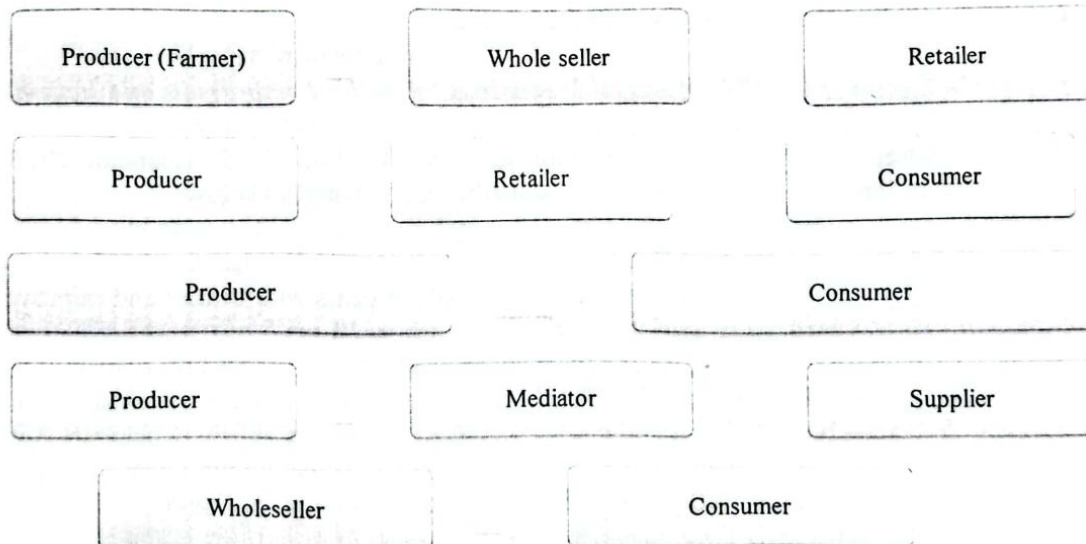 Producer (Farmer) Whole seller Retailer
Producer Retailer Consumer
Producer Consumer
Producer Mediator Supplier
Wholeseller Consumer